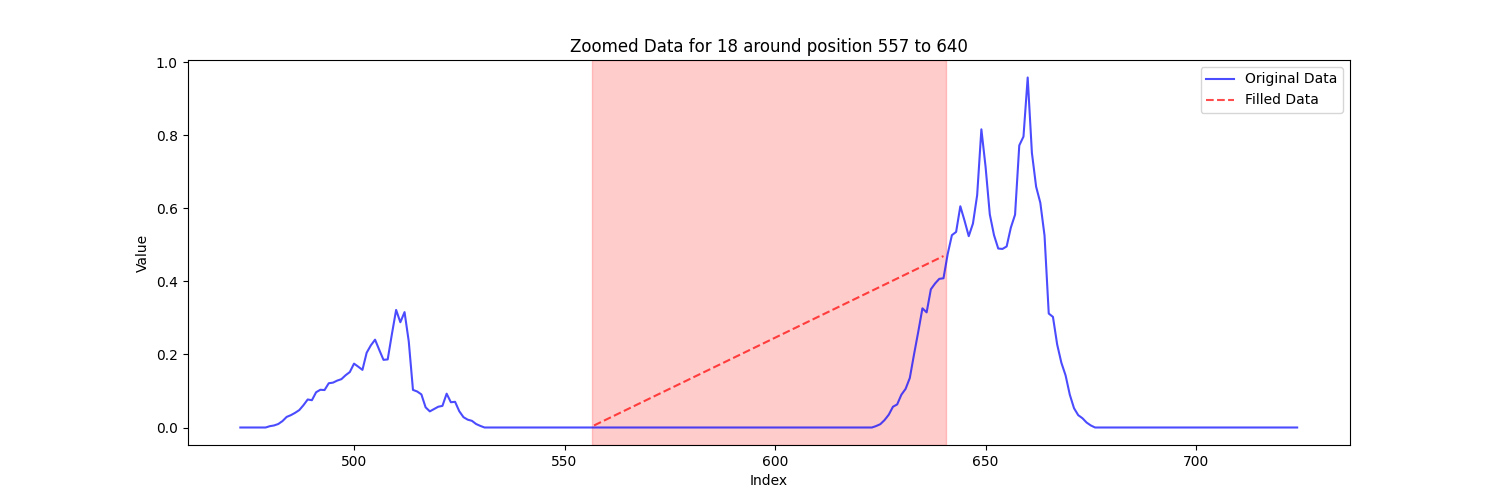 Zoomed Data for 18 around position 557 to 640
1.0
0.8
0.6
0.4
0.2
0.0
Value
Original Data
Filled Data
500
550
600
650
700
Index